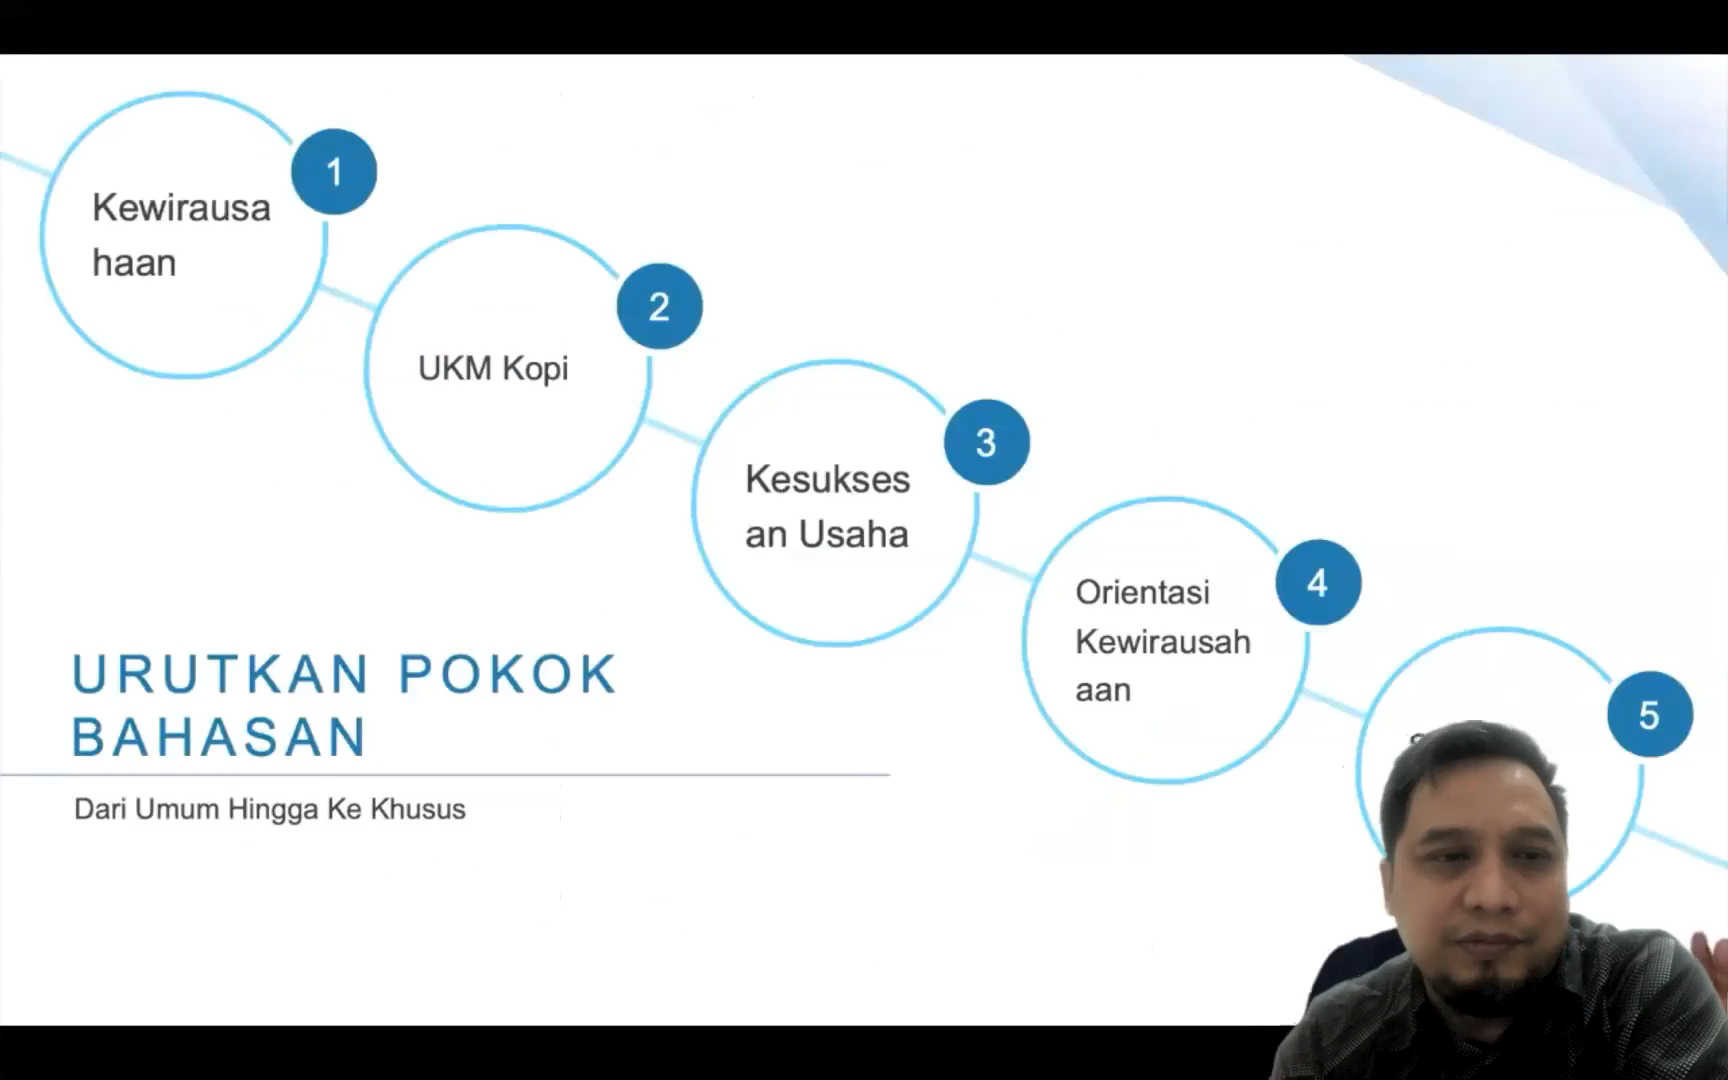 1
Kewirausa
haan
2
UKM Kopi
3
Kesukses
an Usaha
4
Orientasi
Kewirausah
aan
5
URUTKAN POKOK
BAHASAN
Dari Umum Hingga Ke Khusus